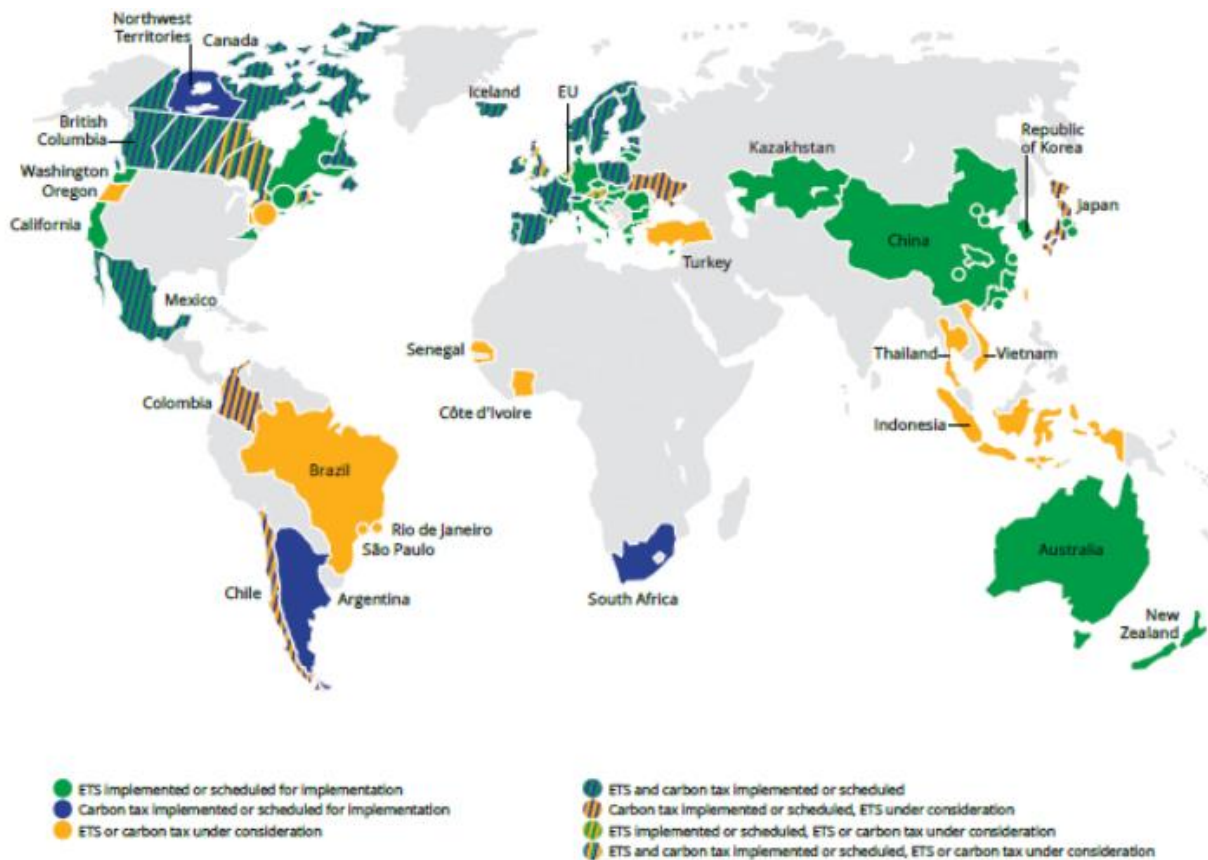 Northwest
Territories
Canada
British
Columbia
Washington
Oregon
California
Mexico
Iceland
EU
Kazakhstan
Republic
of Korea
Japan
China
Turkey
Senegal
Côte d'Ivoire
Thailand
Vietnam
Indonesia
Colombia
Brazil
Rio de Janeiro
São Paulo
Chile
Argentina
South Africa
Australia
New
Zealand
ETS implemented or scheduled for implementation
Carbon tax implemented or scheduled for implementation
ETS or carbon tax under consideration
ETS and carbon tax implemented or scheduled
Carbon tax implemented or scheduled, ETS under consideration
ETS implemented or scheduled, ETS or carbon tax under consideration
ETS and carbon tax implemented or scheduled, ETS or carbon tax under consideration